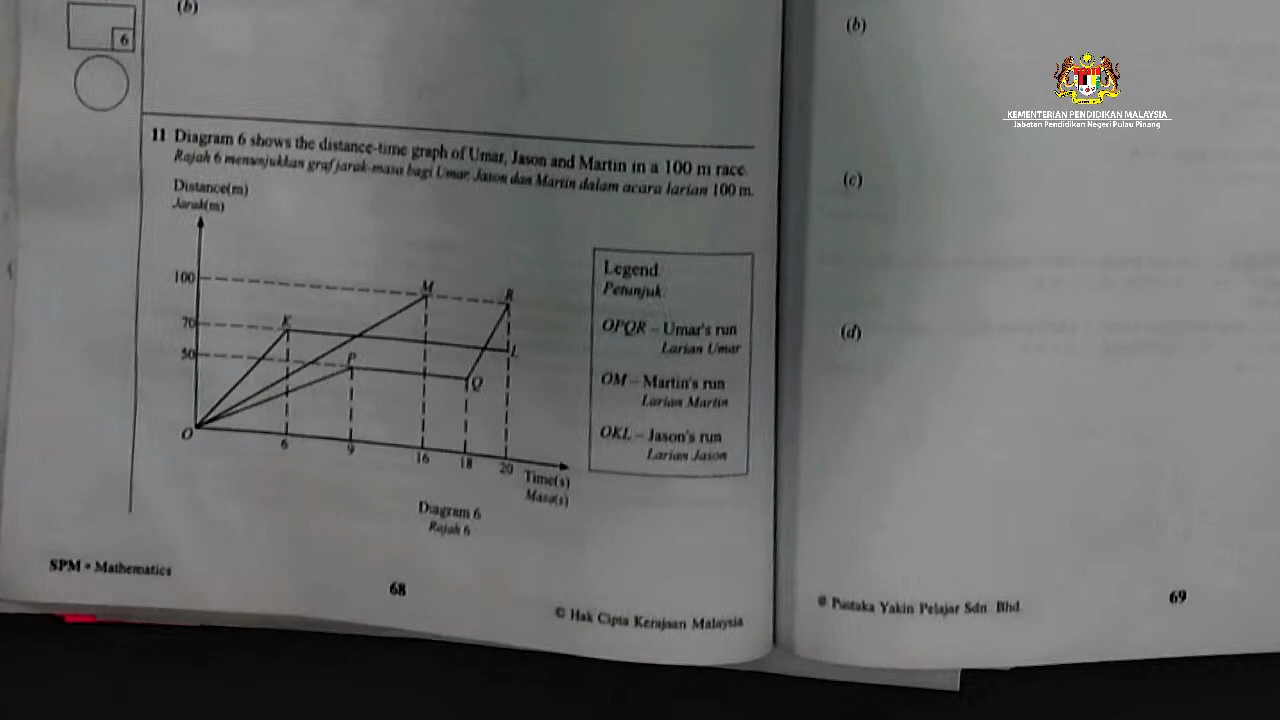 (b)
6
11 Diagram 6 shows the distance-time graph of Umar, Jason and Martin in a 100 m race.
Rajah 6 menunjukkan graf jarak-masa bagi Umar, Jason dan Martin dalam acara larian 100 m.
Distance(m)
Jarak(m)
100
70
50
K
M
R
P
L
Q
O
6
9
16
18
20
Time(s)
Masa(s)
Legend
Petunjuk
OPQR – Umar's run
Larian Umar
OM – Martin's run
Larian Martin
OKL – Jason's run
Larian Jason
Diagram 6
Rajah 6
SPM • Mathematics
68
© Hak Cipta Kerajaan Malaysia
(b)
(c)
(d)
© Pustaka Yakin Pelajar Sdn. Bhd.
69
KEMENTERIAN PENDIDIKAN MALAYSIA
Jabatan Pendidikan Negeri Pulau Pinang